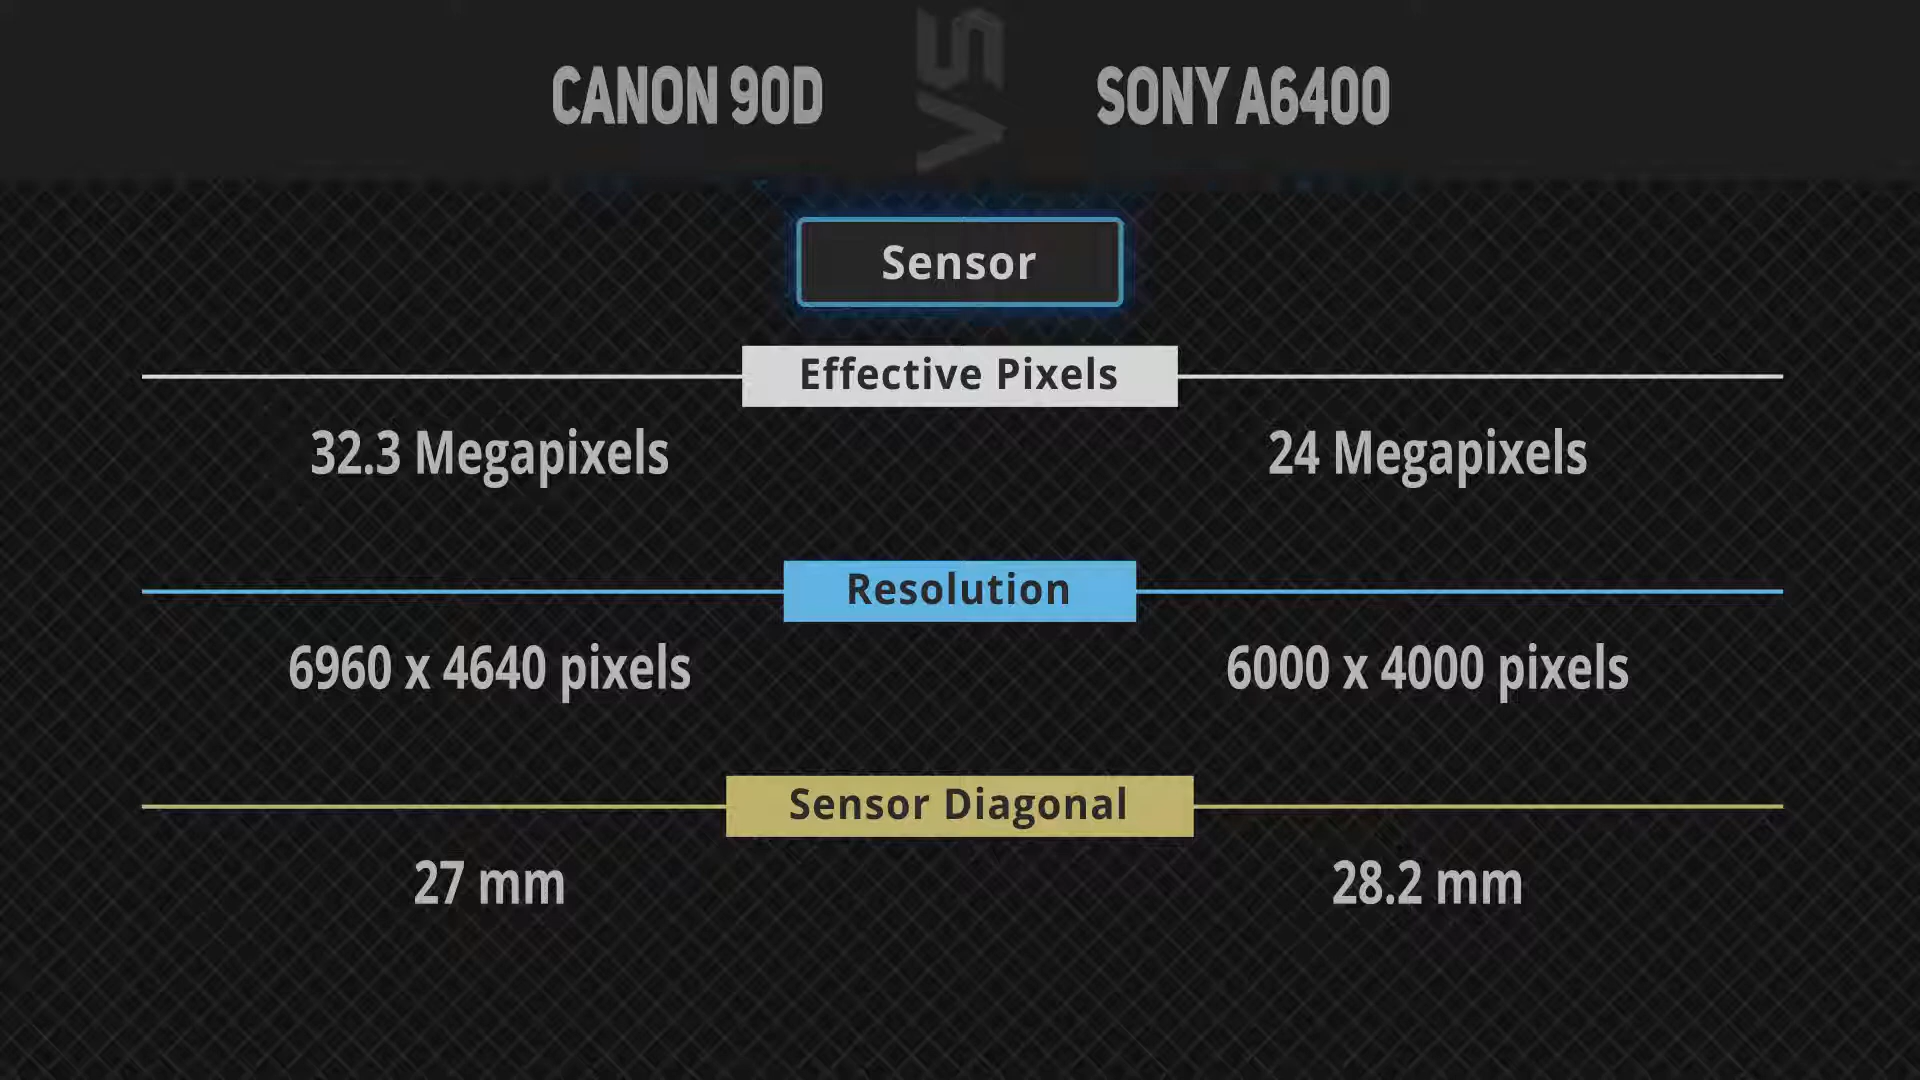 CANON 90D VS SONY A6400
Sensor
Effective Pixels
32.3 Megapixels 24 Megapixels
Resolution
6960 x 4640 pixels 6000 x 4000 pixels
Sensor Diagonal
27 mm 28.2 mm